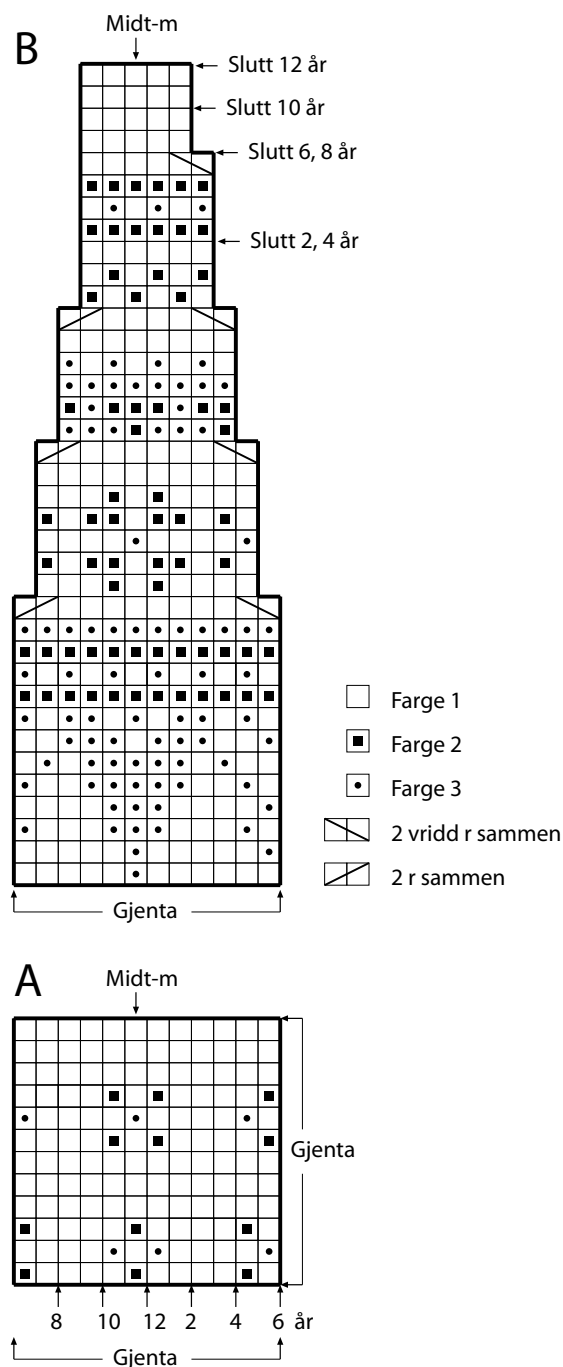 Midt-m
B
Slutt 12 år
Slutt 10 år
Slutt 6, 8 år
Slutt 2, 4 år
Farge 1
Farge 2
Farge 3
2 vridd r sammen
2 r sammen
Gjenta
A
Midt-m
Gjenta
8 10 12 2 4 6 år
Gjenta